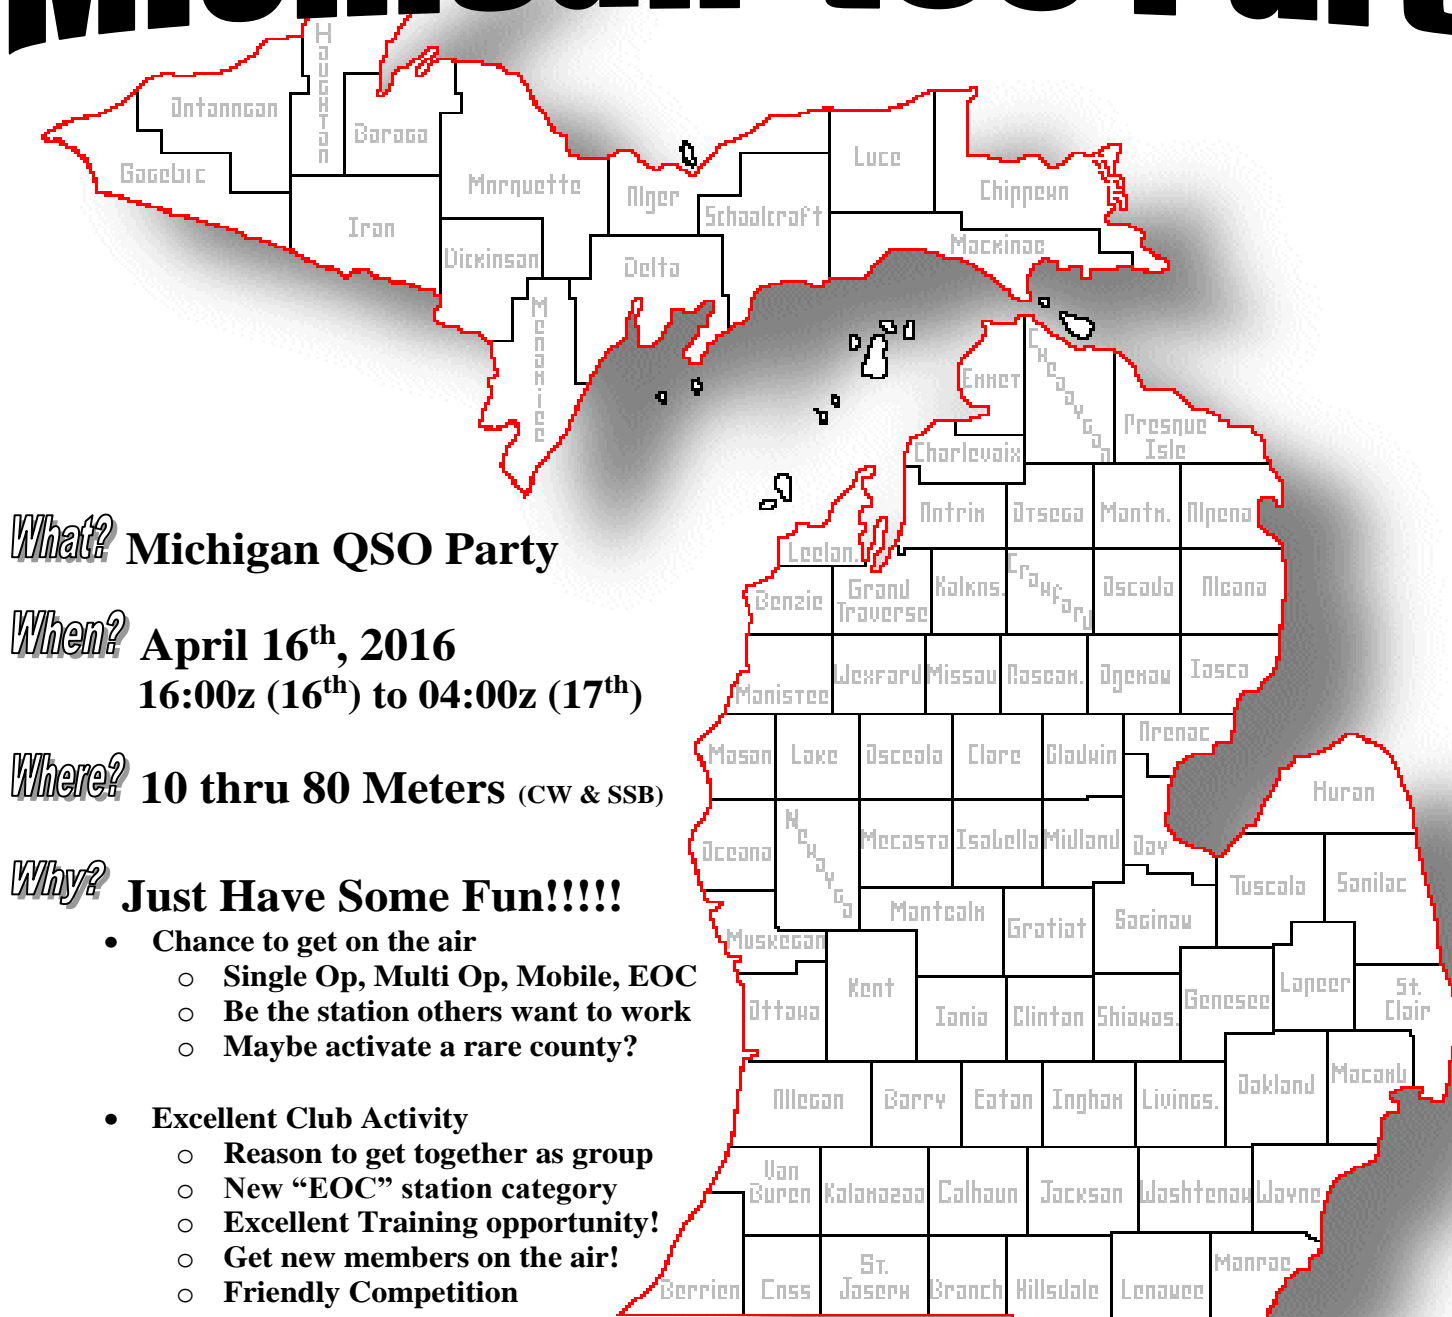 Michigan QSO Part
Houghton
Ontonagon
Baraga
Gogebic
Iron
Marquette
Alger
Luce
Chippewa
Schoolcraft
Mackinac
Dickinson
Delta
Menominee
Emmet
Cheboygan
Presque
Isle
Charlevoix
Antrim
Otsego
Montm.
Alpena
Leelan.
Benzie
Grand
Traverse
Kalkns.
Crawford
Oscoda
Alcona
Manistee
Wexford
Missau
Roscom.
Ogemaw
Iosco
Mason
Lake
Osceola
Clare
Gladwin
Arenac
Huron
Oceana
Newaygo
Mecosta
Isabella
Midland
Bay
Tuscola
Sanilac
Muskegon
Montcalm
Gratiot
Saginaw
Ottawa
Kent
Ionia
Clinton
Shiawas.
Genesee
Lapeer
St.
Clair
Allegan
Barry
Eaton
Ingham
Livings.
Oakland
Macomb
Van
Buren
Kalamazoo
Calhoun
Jackson
Washtenaw
Wayne
Berrien
Cass
St.
Joseph
Branch
Hillsdale
Lenawee
Monroe
What? Michigan QSO Party
When? April 16th, 2016
16:00z (16th) to 04:00z (17th)
Where? 10 thru 80 Meters (CW & SSB)
Why? Just Have Some Fun!!!!!
• Chance to get on the air
o Single Op, Multi Op, Mobile, EOC
o Be the station others want to work
o Maybe activate a rare county?
• Excellent Club Activity
o Reason to get together as group
o New “EOC” station category
o Excellent Training opportunity!
o Get new members on the air!
o Friendly Competition